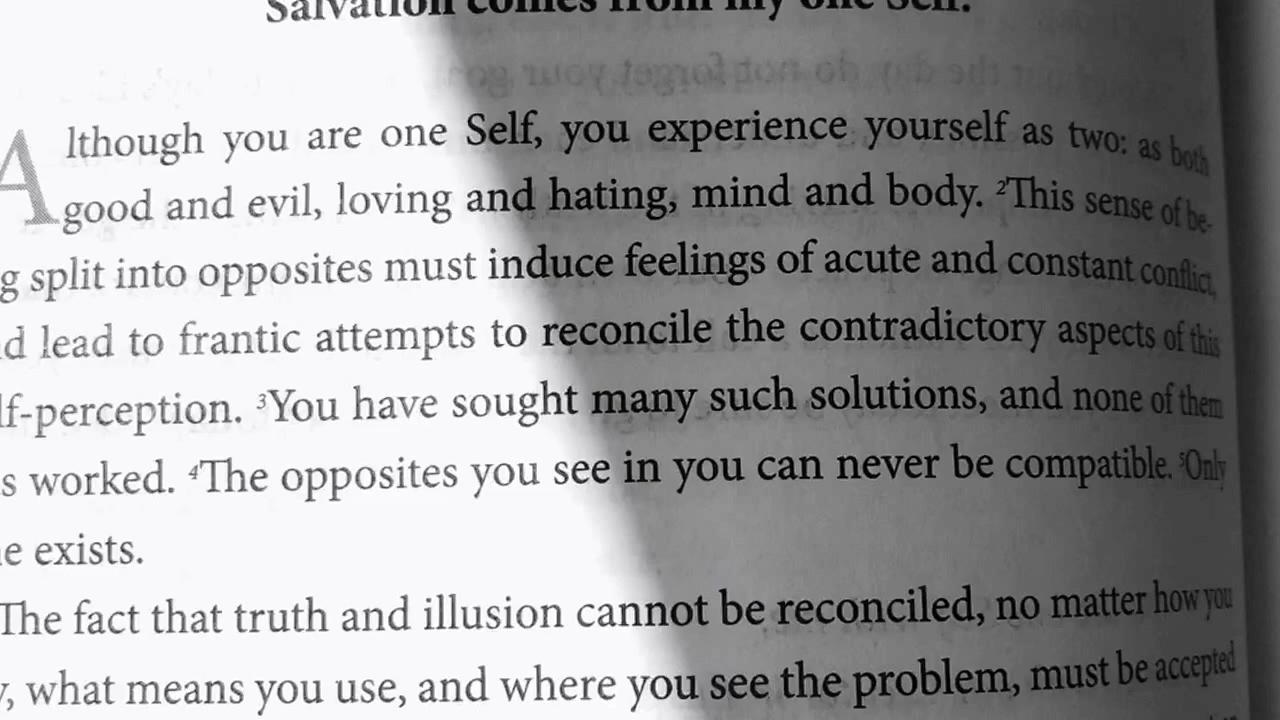 Salvation comes from my one Self.
Although you are one Self, you experience yourself as two: as both
good and evil, loving and hating, mind and body. ²This sense of be-
g split into opposites must induce feelings of acute and constant conflict,
d lead to frantic attempts to reconcile the contradictory aspects of this
lf-perception. ³You have sought many such solutions, and none of them
s worked. ⁴The opposites you see in you can never be compatible. ⁵Only
e exists.
The fact that truth and illusion cannot be reconciled, no matter how you
y, what means you use, and where you see the problem, must be accepted